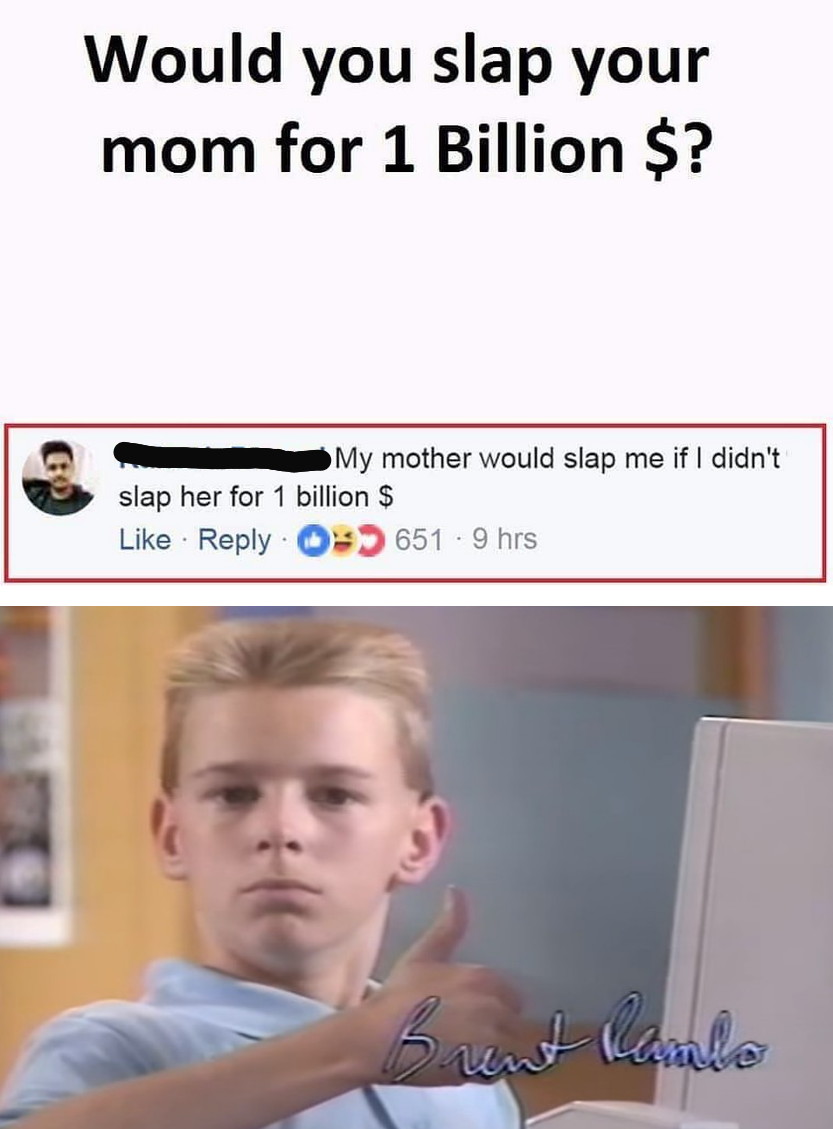 Would you slap your
mom for 1 Billion $?
My mother would slap me if I didn't
slap her for 1 billion $
Like · Reply · 651 · 9 hrs
Brent Rambo